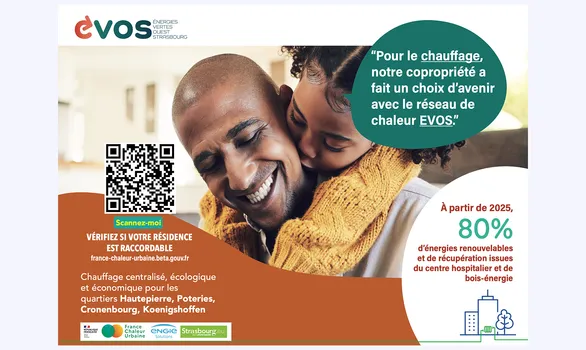 évos
ÉNERGIES
VERTES
OUEST
STRASBOURG
“Pour le chauffage,
notre copropriété a
fait un choix d’avenir
avec le réseau de
chaleur EVOS.”
Scannez-moi
VÉRIFIEZ SI VOTRE RÉSIDENCE
EST RACCORDABLE
france-chaleur-urbaine.beta.gouv.fr
Chauffage centralisé, écologique
et économique pour les
quartiers Hautepierre, Poteries,
Cronenbourg, Koenigshoffen
À partir de 2025,
80%
d’énergies renouvelables
et de récupération issues
du centre hospitalier et de
bois-énergie
France
Chaleur
Urbaine
ENGIE
Solutions
Strasbourg.eu